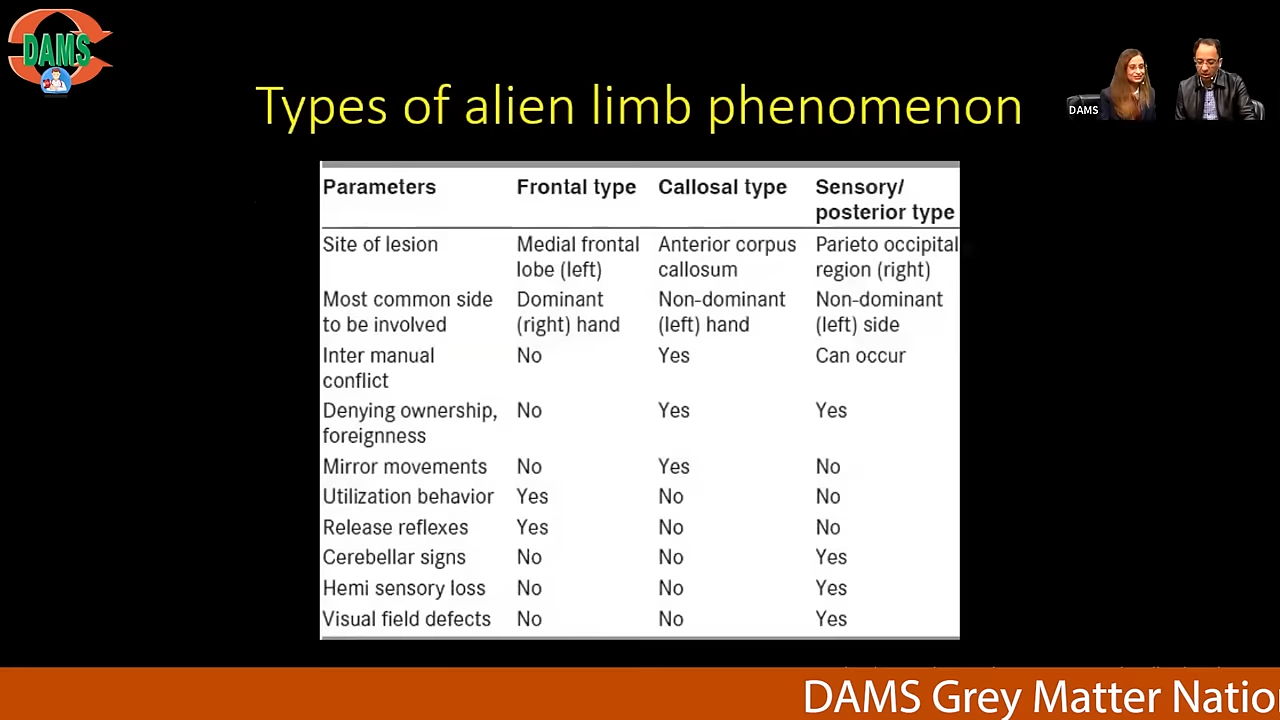 DAMS
Types of alien limb phenomenon
DAMS
Parameters Frontal type Callosal type Sensory/
posterior type
Site of lesion Medial frontal Anterior corpus Parieto occipital
lobe (left) callosum region (right)
Most common side Dominant Non-dominant Non-dominant
to be involved (right) hand (left) hand (left) side
Inter manual No Yes Can occur
conflict
Denying ownership, No Yes Yes
foreignness
Mirror movements No Yes No
Utilization behavior Yes No No
Release reflexes Yes No No
Cerebellar signs No No Yes
Hemi sensory loss No No Yes
Visual field defects No No Yes
DAMS Grey Matter Natio